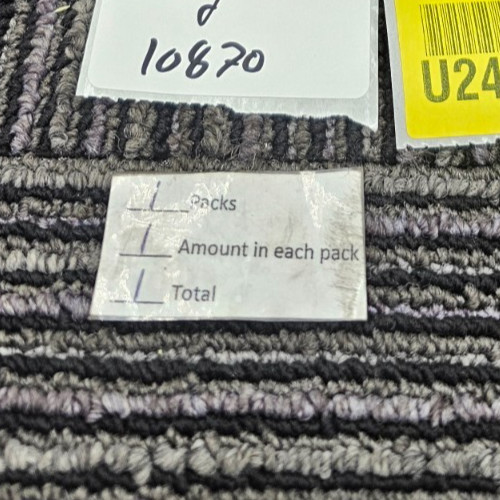 10870
U24
1 Packs
1 Amount in each pack
1 Total